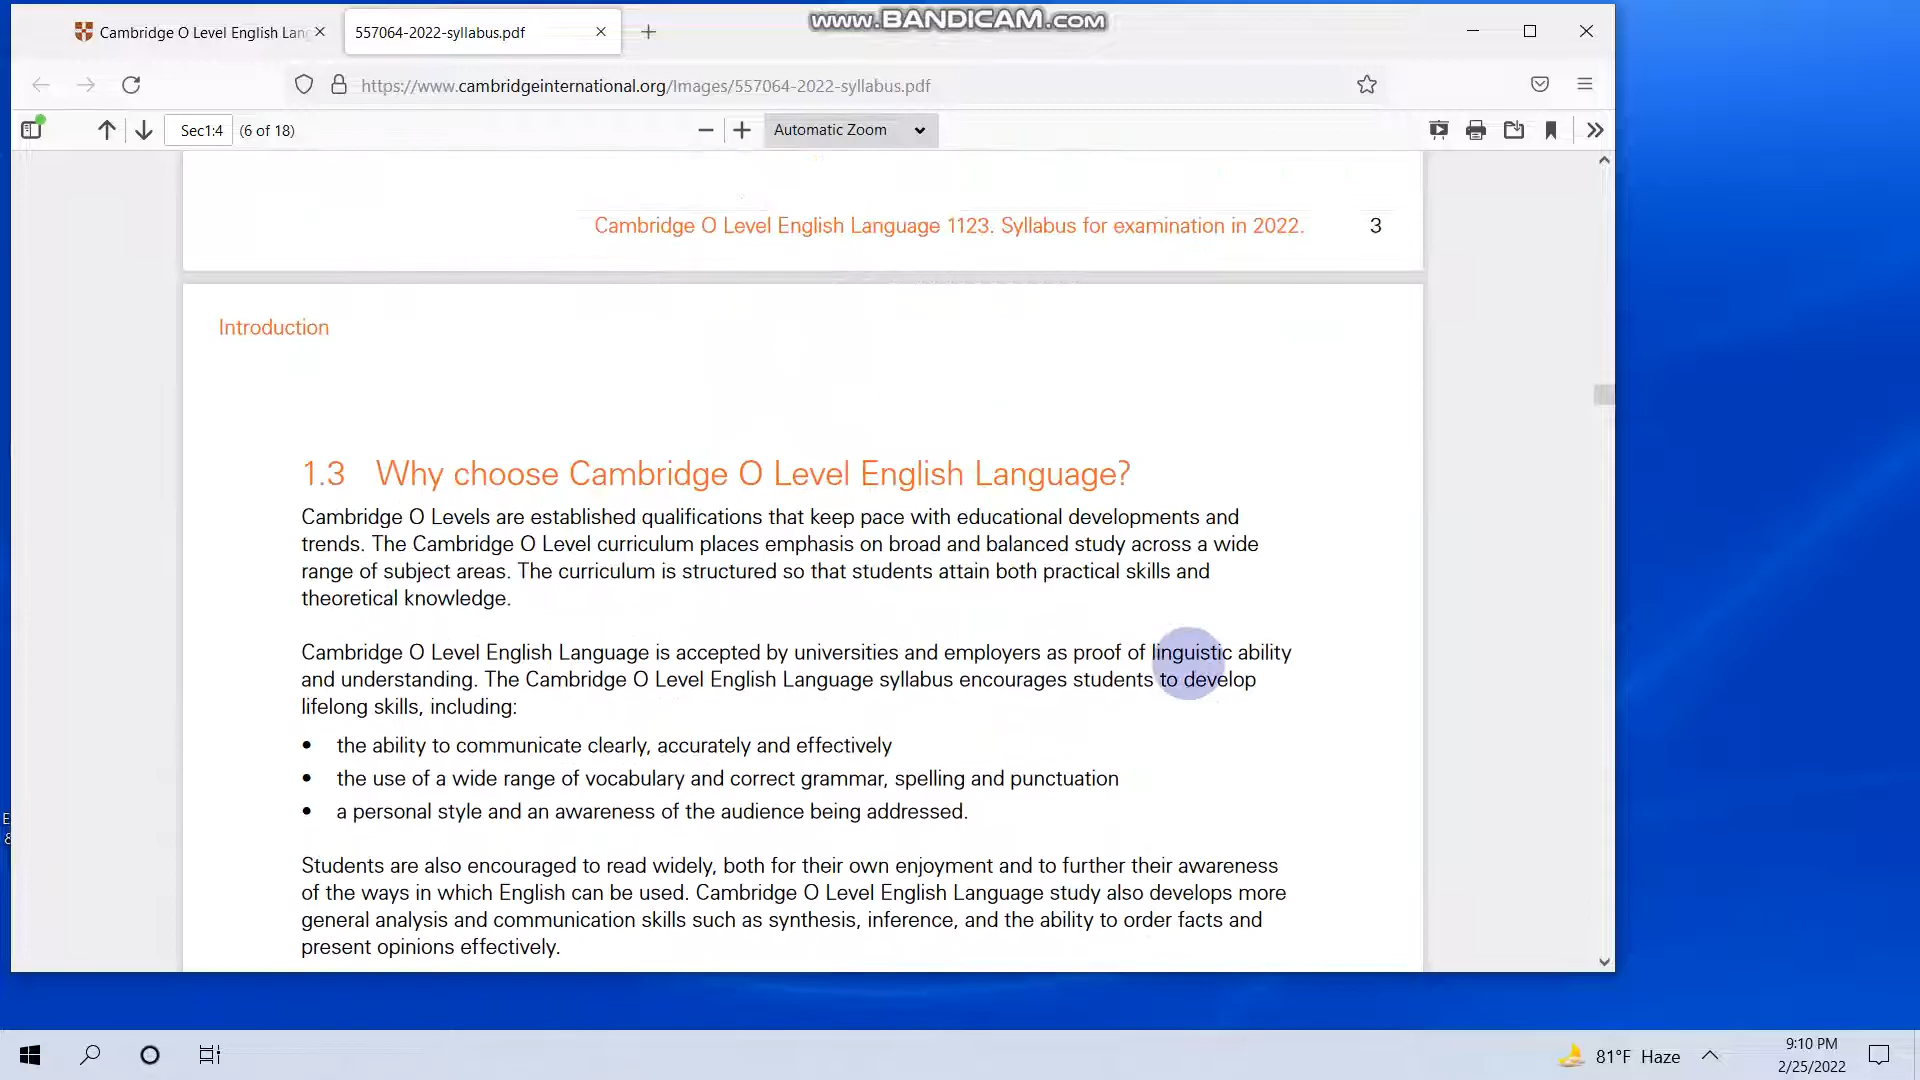 www.BANDICAM.com
Cambridge O Level English Lang
557064-2022-syllabus.pdf
https://www.cambridgeinternational.org/Images/557064-2022-syllabus.pdf
Sec1:4 (6 of 18)
Automatic Zoom
Cambridge O Level English Language 1123. Syllabus for examination in 2022. 3
Introduction
1.3 Why choose Cambridge O Level English Language?
Cambridge O Levels are established qualifications that keep pace with educational developments and
trends. The Cambridge O Level curriculum places emphasis on broad and balanced study across a wide
range of subject areas. The curriculum is structured so that students attain both practical skills and
theoretical knowledge.
Cambridge O Level English Language is accepted by universities and employers as proof of linguistic ability
and understanding. The Cambridge O Level English Language syllabus encourages students to develop
lifelong skills, including:
• the ability to communicate clearly, accurately and effectively
• the use of a wide range of vocabulary and correct grammar, spelling and punctuation
• a personal style and an awareness of the audience being addressed.
Students are also encouraged to read widely, both for their own enjoyment and to further their awareness
of the ways in which English can be used. Cambridge O Level English Language study also develops more
general analysis and communication skills such as synthesis, inference, and the ability to order facts and
present opinions effectively.
E
8
81°F Haze
9:10 PM
2/25/2022